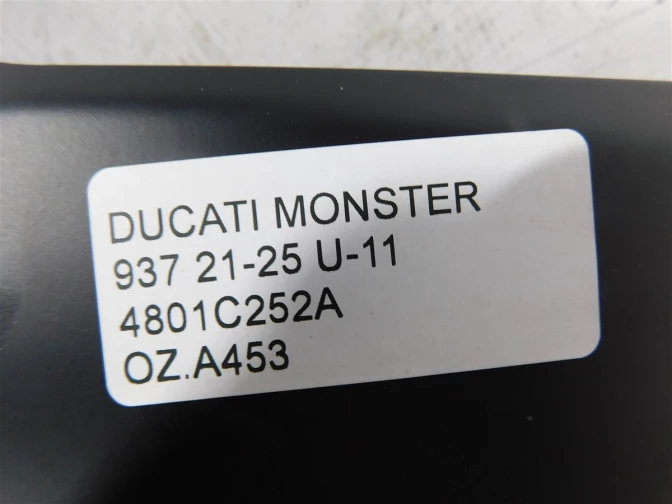 DUCATI MONSTER
937 21-25 U-11
4801C252A
OZ.A453